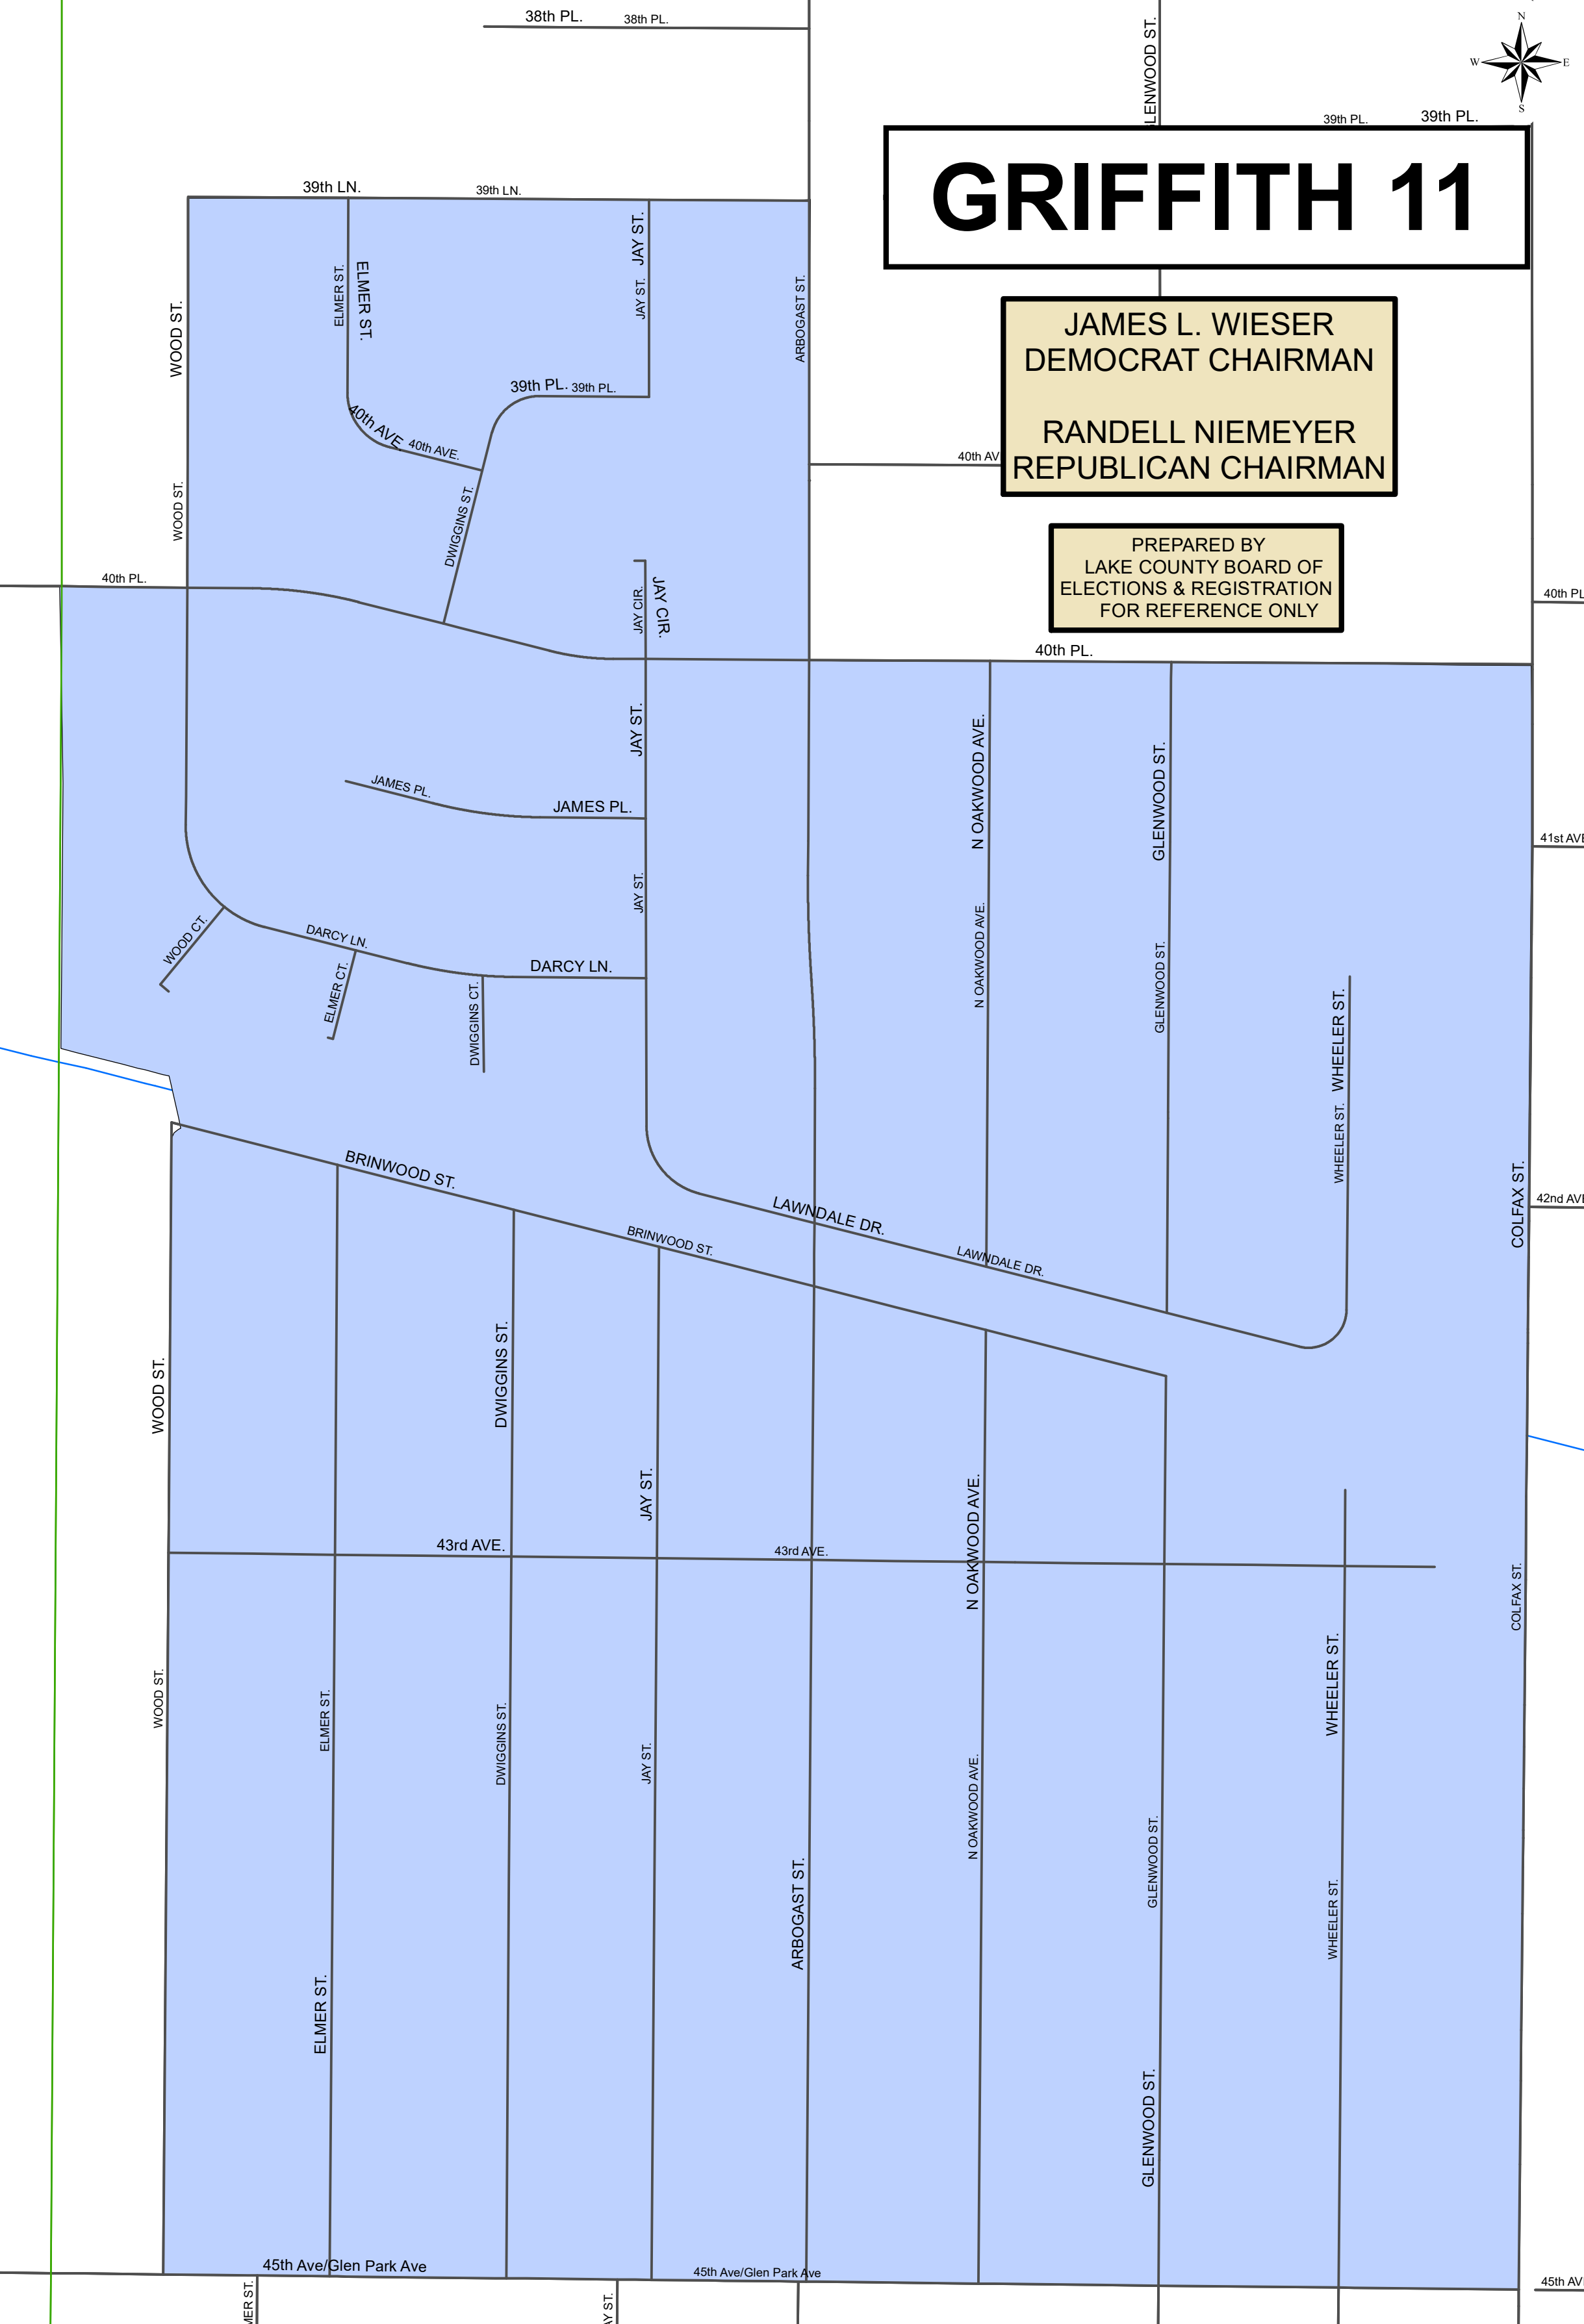 38th PL.
38th PL.
GLENWOOD ST.
N
W
E
S
39th PL.
39th PL.
GRIFFITH 11
39th LN.
39th LN.
JAMES L. WIESER
DEMOCRAT CHAIRMAN
RANDELL NIEMEYER
REPUBLICAN CHAIRMAN
PREPARED BY
LAKE COUNTY BOARD OF
ELECTIONS & REGISTRATION
FOR REFERENCE ONLY
WOOD ST.
ELMER ST.
ELMER ST.
JAY ST.
JAY ST.
ARBOGAST ST.
39th PL.
39th PL.
40th AVE.
40th AVE.
40th AV
WOOD ST.
DWIGGINS ST.
40th PL.
JAY CIR.
JAY CIR.
40th PL
40th PL.
JAY ST.
N OAKWOOD AVE.
GLENWOOD ST.
JAMES PL.
JAMES PL.
41st AVE
JAY ST.
WOOD CT.
DARCY LN.
DARCY LN.
ELMER CT.
DWIGGINS CT.
N OAKWOOD AVE.
GLENWOOD ST.
WHEELER ST.
WHEELER ST.
BRINWOOD ST.
BRINWOOD ST.
LAWNDALE DR.
LAWNDALE DR.
COLFAX ST.
42nd AVE
WOOD ST.
DWIGGINS ST.
JAY ST.
N OAKWOOD AVE.
43rd AVE.
43rd AVE.
COLFAX ST.
WOOD ST.
ELMER ST.
DWIGGINS ST.
JAY ST.
WHEELER ST.
N OAKWOOD AVE.
GLENWOOD ST.
ARBOGAST ST.
WHEELER ST.
ELMER ST.
GLENWOOD ST.
45th Ave/Glen Park Ave
45th Ave/Glen Park Ave
45th AV
MER ST.
AY ST.